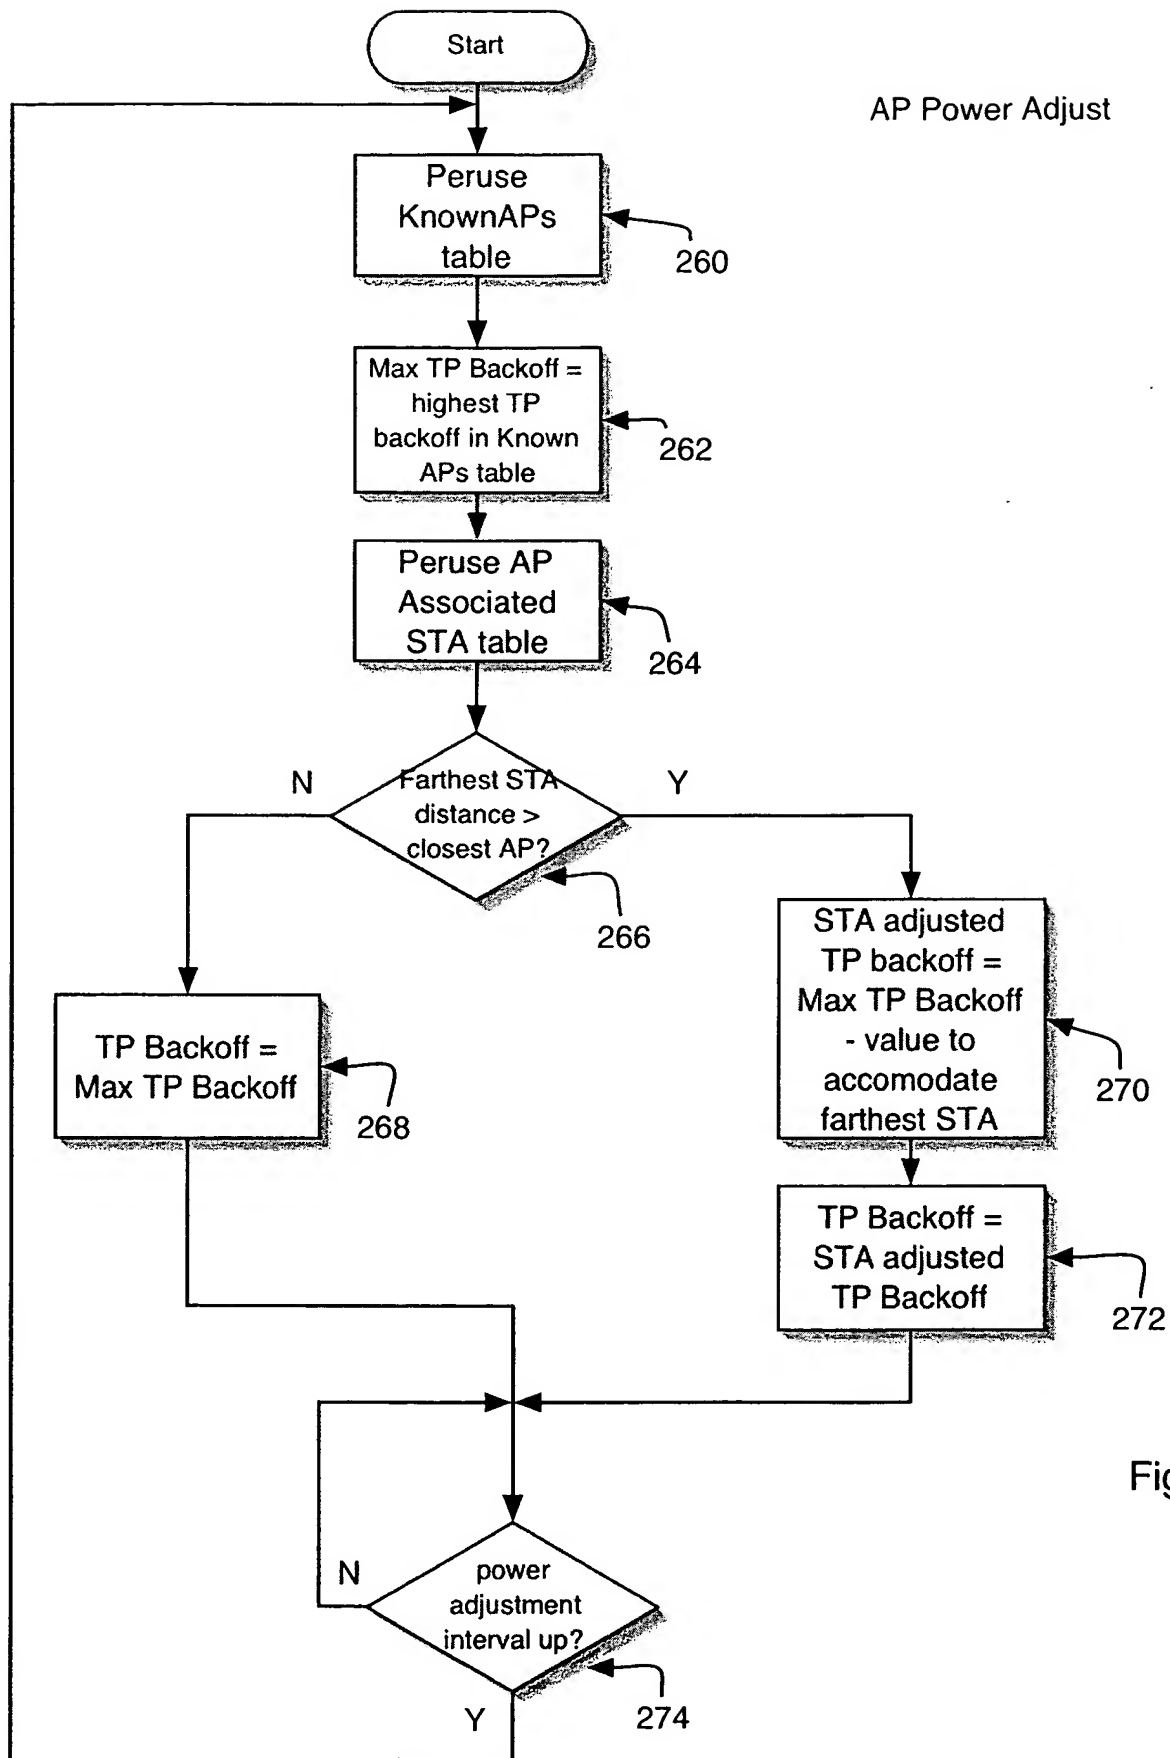 Start
AP Power Adjust
Peruse
KnownAPs
table
260
Max TP Backoff =
highest TP
backoff in Known
APs table
262
Peruse AP
Associated
STA table
264
N
Farthest STA
distance >
closest AP?
Y
266
STA adjusted
TP backoff =
Max TP Backoff
- value to
accomodate
farthest STA
270
TP Backoff =
Max TP Backoff
268
TP Backoff =
STA adjusted
TP Backoff
272
N
power
adjustment
interval up?
274
Y